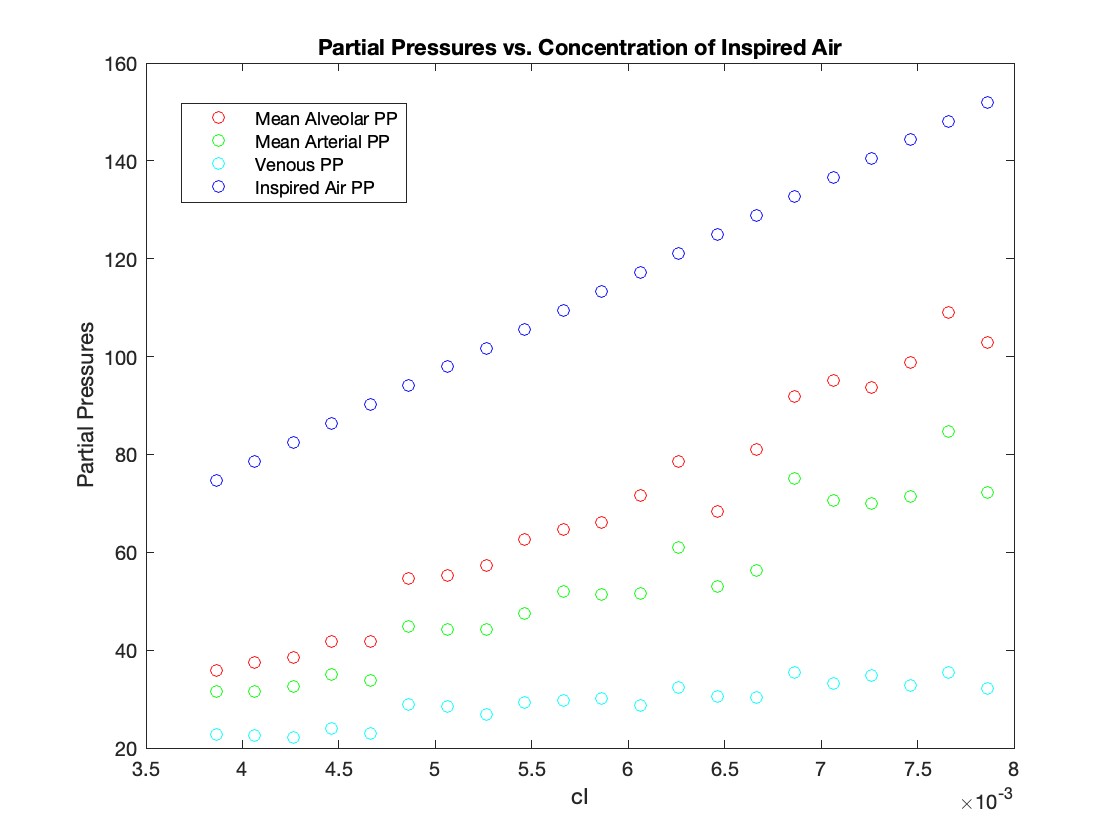 Partial Pressures vs. Concentration of Inspired Air
160
140
120
100
80
60
40
20
Partial Pressures
Mean Alveolar PP
Mean Arterial PP
Venous PP
Inspired Air PP
3.5 4 4.5 5 5.5 6 6.5 7 7.5 8
cI
×10⁻³